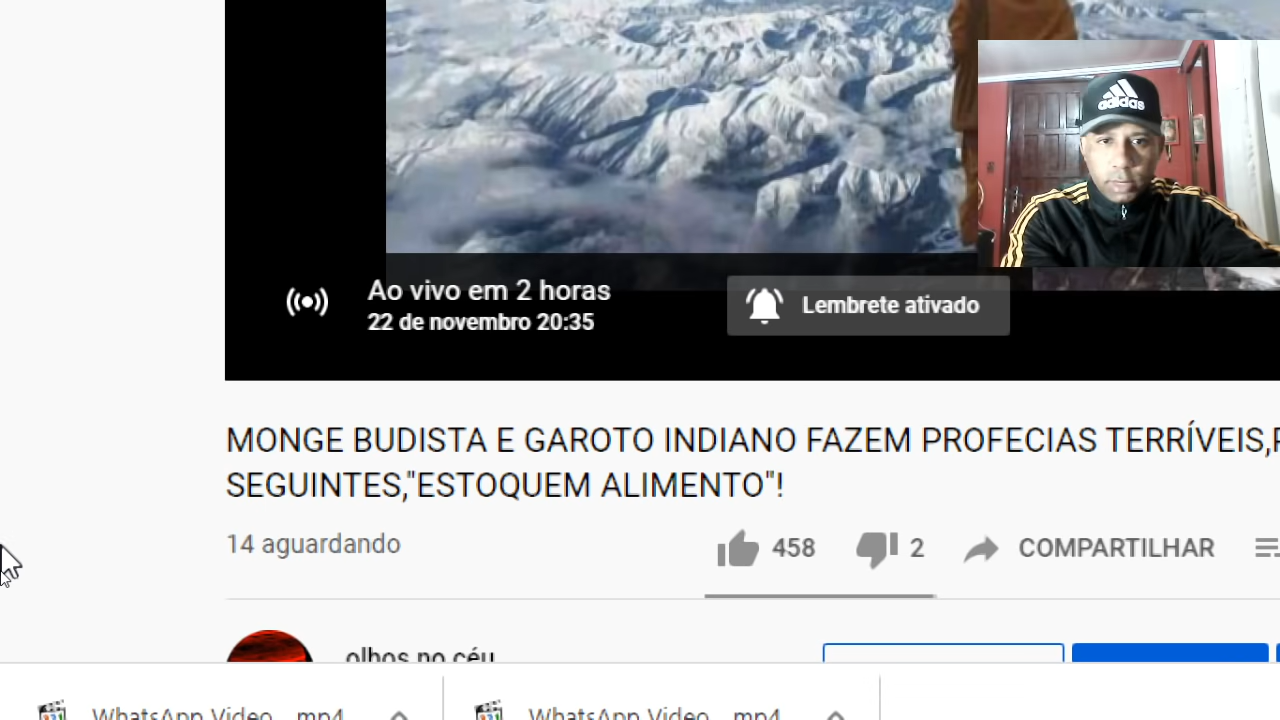 adidas
Ao vivo em 2 horas
22 de novembro 20:35
Lembrete ativado
MONGE BUDISTA E GAROTO INDIANO FAZEM PROFECIAS TERRÍVEIS,
SEGUINTES,"ESTOQUEM ALIMENTO"!
14 aguardando
458
2
COMPARTILHAR
olhos no céu
WhatsApp Video....mp4
WhatsApp Video....mp4